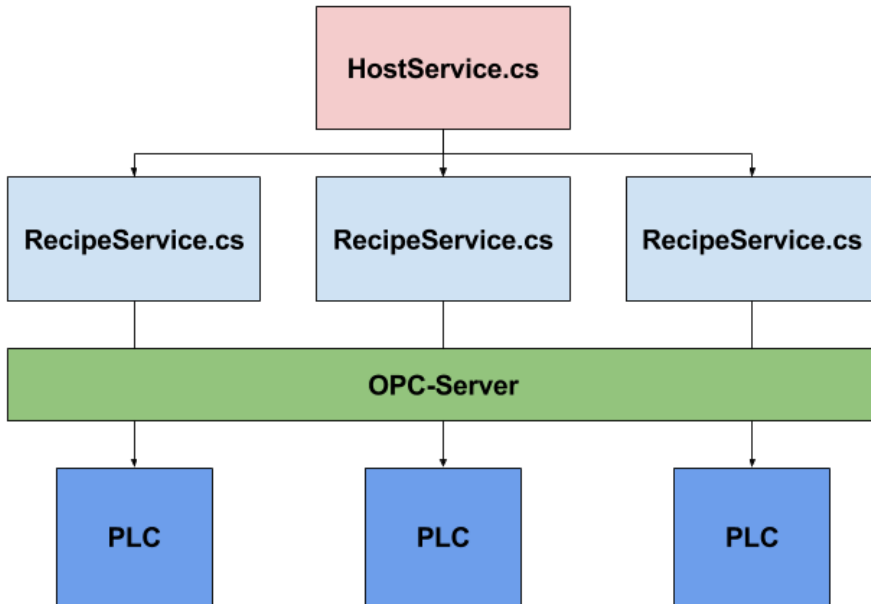 HostService.cs
RecipeService.cs
RecipeService.cs
RecipeService.cs
OPC-Server
PLC
PLC
PLC